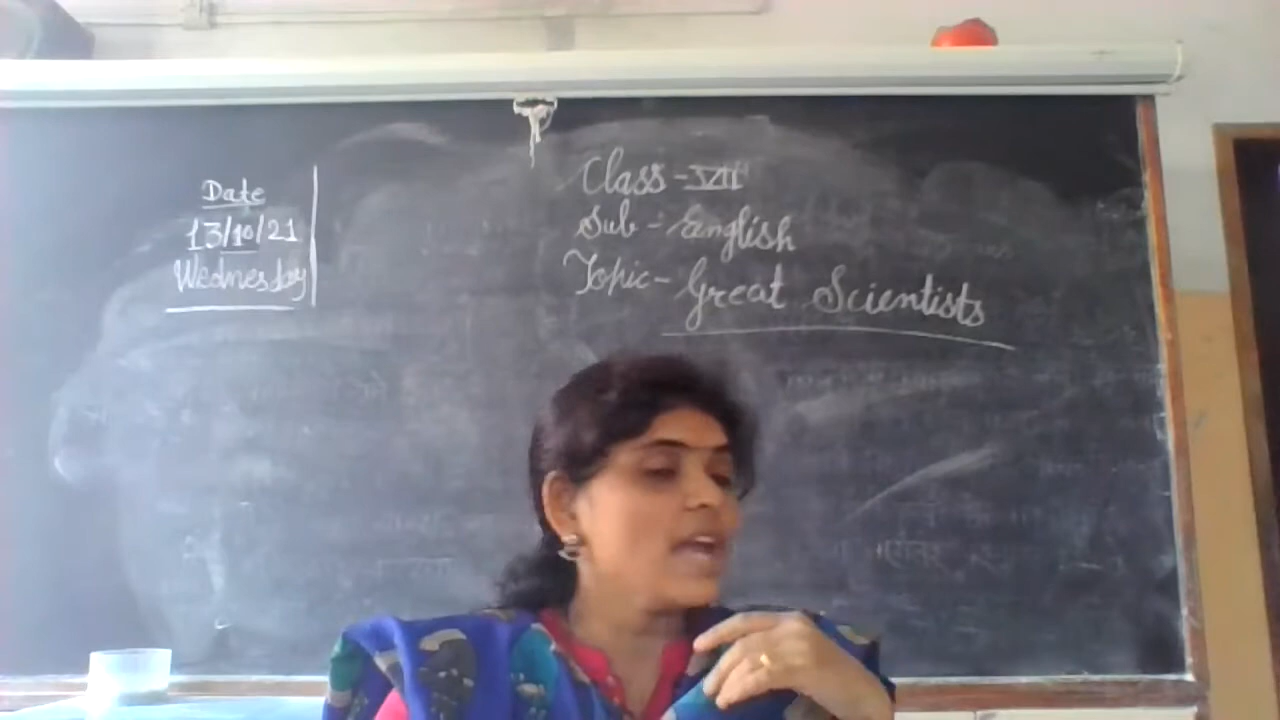 Date
13/10/21
Wednesday
Class - VII
Sub - English
Topic - Great Scientists